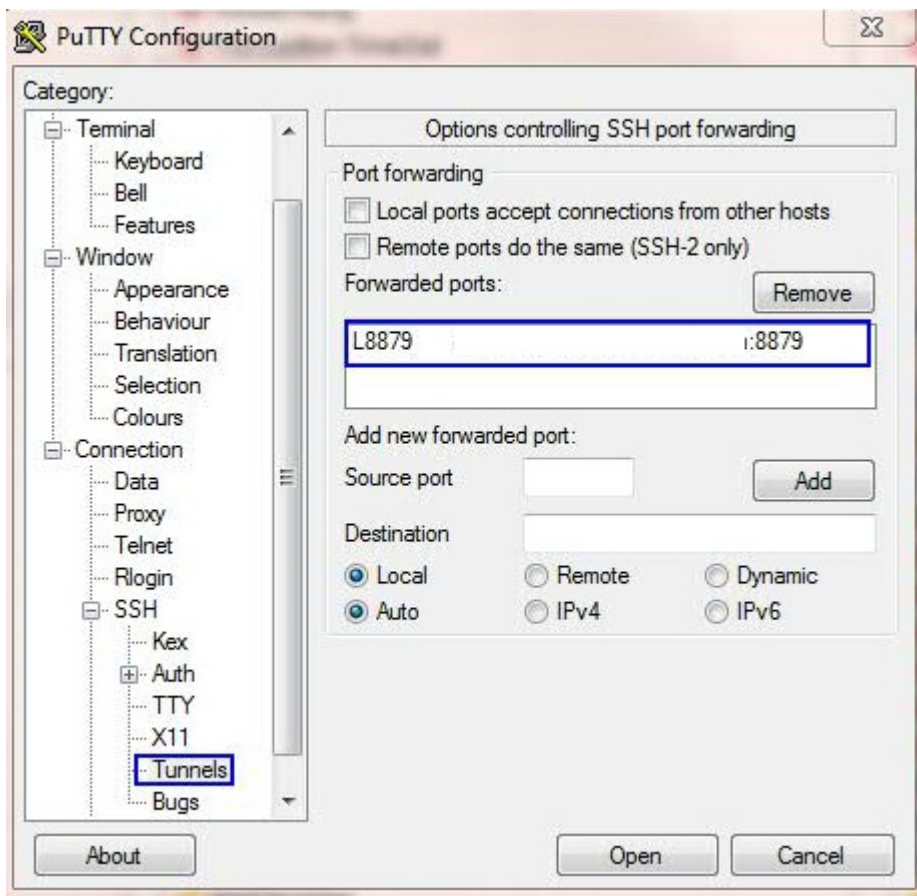 PuTTY Configuration
Category:
Terminal
Keyboard
Bell
Features
Window
Appearance
Behaviour
Translation
Selection
Colours
Connection
Data
Proxy
Telnet
Rlogin
SSH
Kex
Auth
TTY
X11
Tunnels
Bugs
Options controlling SSH port forwarding
Port forwarding
Local ports accept connections from other hosts
Remote ports do the same (SSH-2 only)
Forwarded ports:
Remove
L8879 :8879
Add new forwarded port:
Source port
Add
Destination
Local Remote Dynamic
Auto IPv4 IPv6
About
Open
Cancel